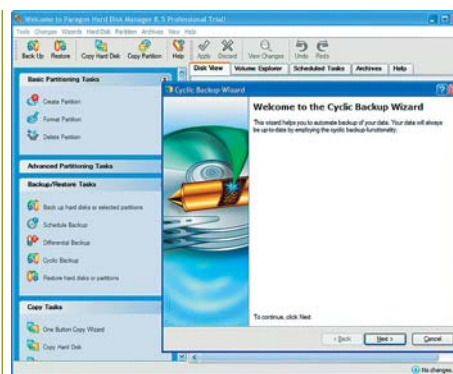 Welcome to Paragon Hard Disk Manager 8.5 Professional Trial!
Tools Changes Wizards Hard Disk Partition Archives View Help
Back Up Restore Copy Hard Disk Copy Partition Help Apply Discard View Changes Undo Redo
Disk View Volume Explorer Scheduled Tasks Archives Help
Basic Partitioning Tasks
Create Partition
Format Partition
Delete Partition
Advanced Partitioning Tasks
Backup/Restore Tasks
Back up hard disks or selected partitions
Schedule Backup
Differential Backup
Cyclic Backup
Restore hard disks or partitions
Copy Tasks
One Button Copy Wizard
Copy Hard Disk
Cyclic Backup Wizard
Welcome to the Cyclic Backup Wizard
This wizard helps you to automate backup of your data. Your data will always
be up-to-date by employing the cyclic backup functionality.
To continue, click Next
< Back Next > Cancel
No changes